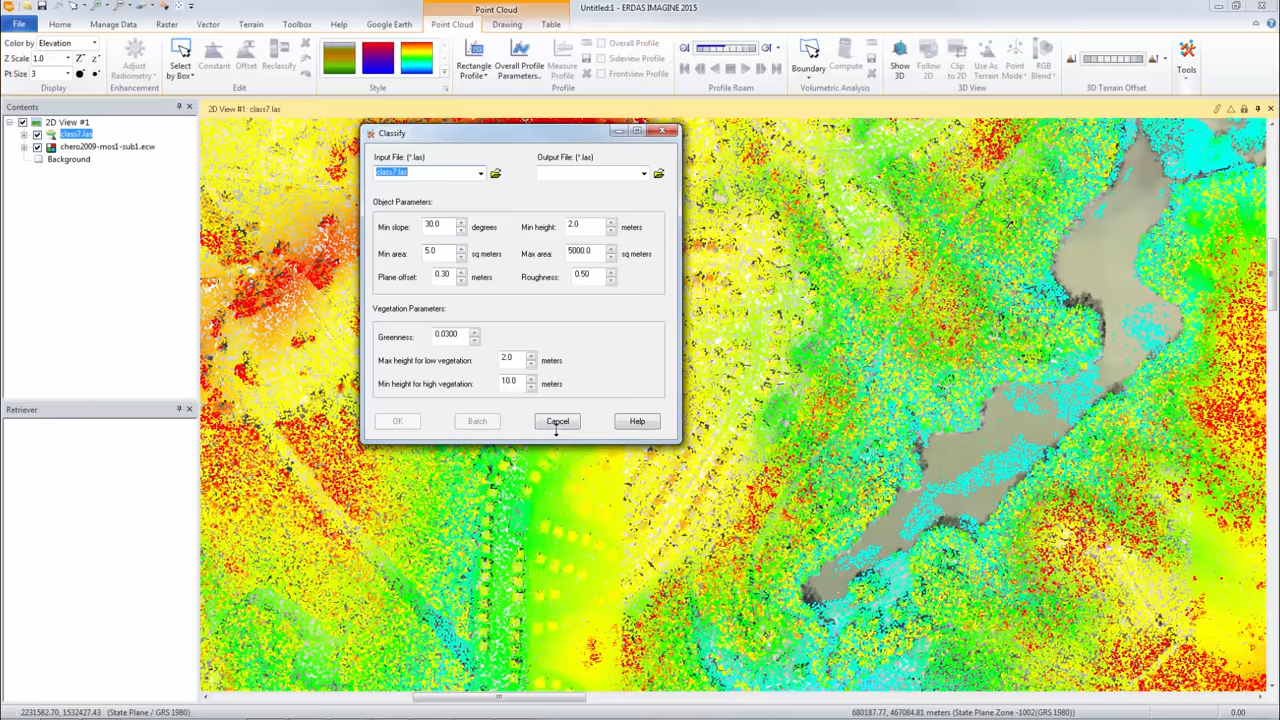 Point Cloud
Untitled:1 - ERDAS IMAGINE 2015
File Home Manage Data Raster Vector Terrain Toolbox Help Google Earth Point Cloud Drawing Table
Color by Elevation
Z Scale 1.0
Pt Size 3
Display
Adjust Radiometry
Enhancement
Select by Box
Constant
Offset
Reclassify
Edit
Style
Rectangle Profile
Overall Profile Parameters..
Measure Profile
Overall Profile
Sideview Profile
Frontview Profile
Profile
Profile Roam
Boundary
Compute
Volumetric Analysis
Show 3D
Follow 2D
Clip to 2D
Use As Terrain
Point Mode
RGB Blend
3D View
3D Terrain Offset
Tools
Contents
2D View #1
class7.las
chero2009-mos1-sub1.ecw
Background
Retriever
2D View #1: class7.las
Classify
Input File: (*.las) Output File: (*.las)
class7.las
Object Parameters:
Min slope: 30.0 degrees Min height: 2.0 meters
Min area: 5.0 sq meters Max area: 5000.0 sq meters
Plane offset: 0.30 meters Roughness: 0.50
Vegetation Parameters:
Greenness: 0.0300
Max height for low vegetation: 2.0 meters
Min height for high vegetation: 10.0 meters
OK Batch Cancel Help
2231582.70, 1532427.43 (State Plane / GRS 1980) 680187.77, 467084.81 meters (State Plane Zone -1002(GRS 1980) 0.00